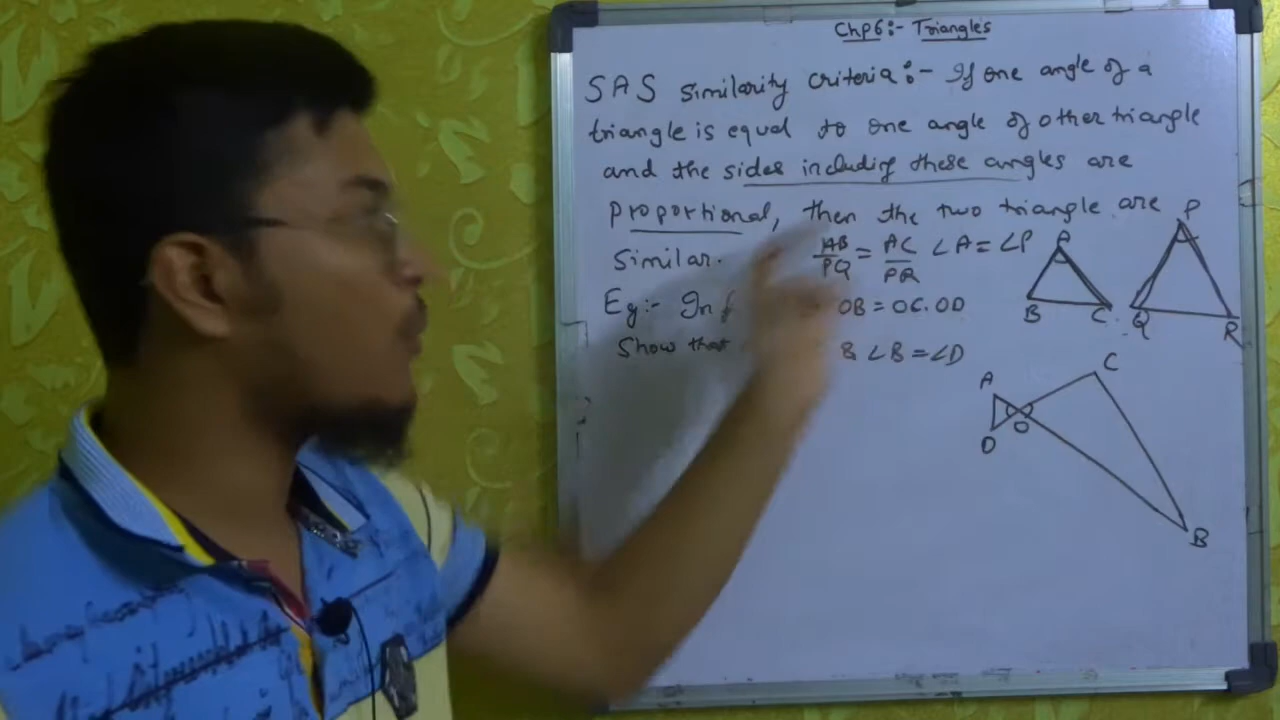 Chp6:- Triangles
SAS similarity criteria:- If one angle of a
triangle is equal to one angle of other triangle
and the sides including these angles are
proportional, then the two triangle are
Similar. AB/PQ = AC/PR ∠A = ∠P
Eg:- In OB = OC.OD
Show that & ∠B = ∠D
A
B C
P
Q R
A
C
O
D
B